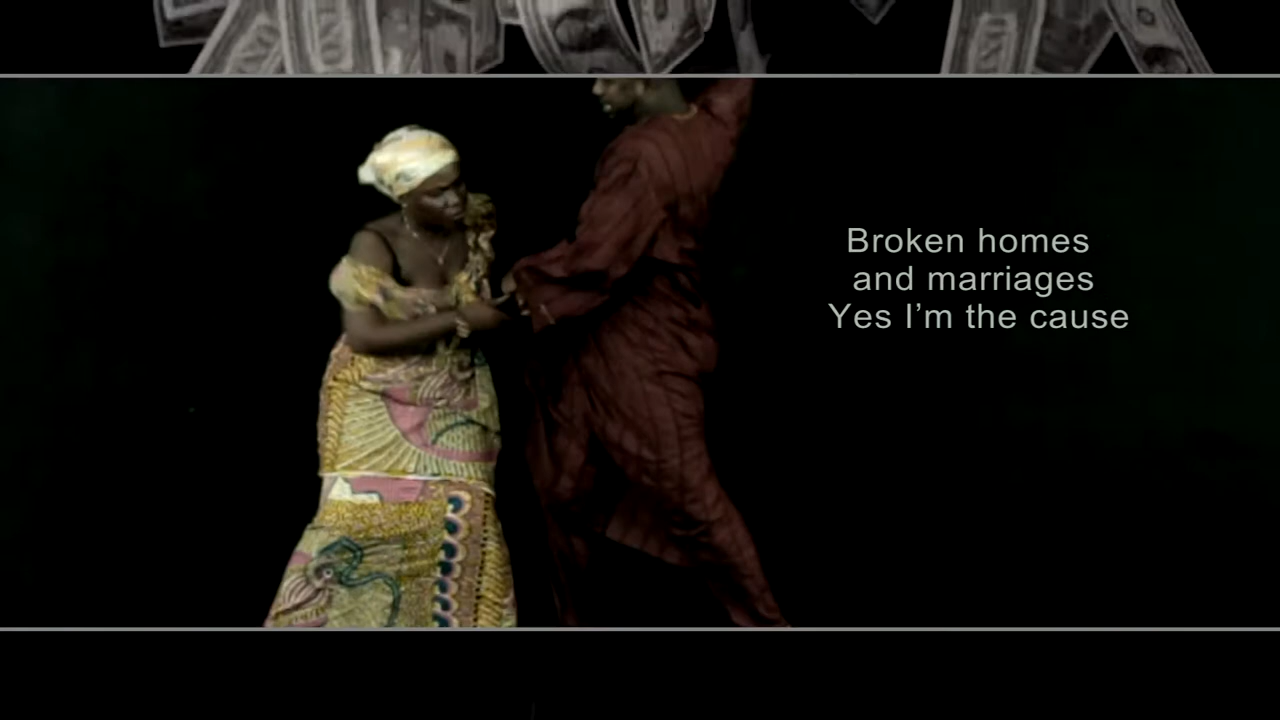 Broken homes
and marriages
Yes I’m the cause